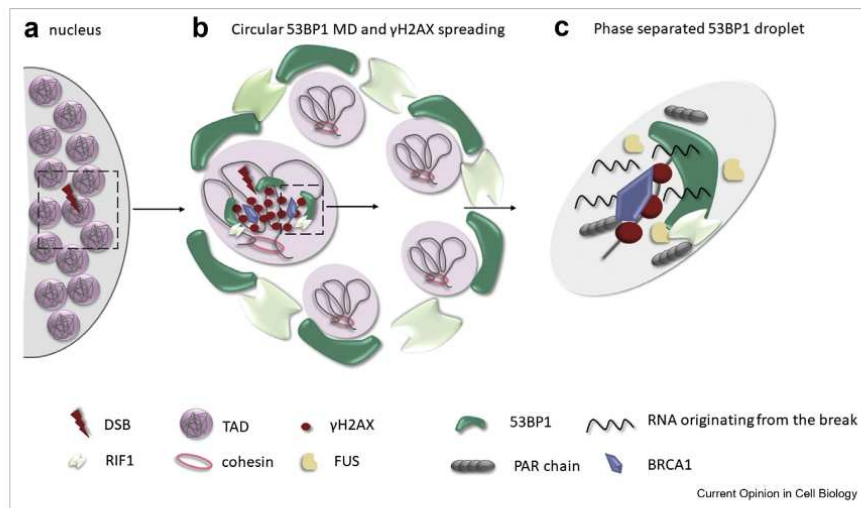 a nucleus
b Circular 53BP1 MD and γH2AX spreading
c Phase separated 53BP1 droplet
DSB
TAD
γH2AX
53BP1
RNA originating from the break
RIF1
cohesin
FUS
PAR chain
BRCA1
Current Opinion in Cell Biology